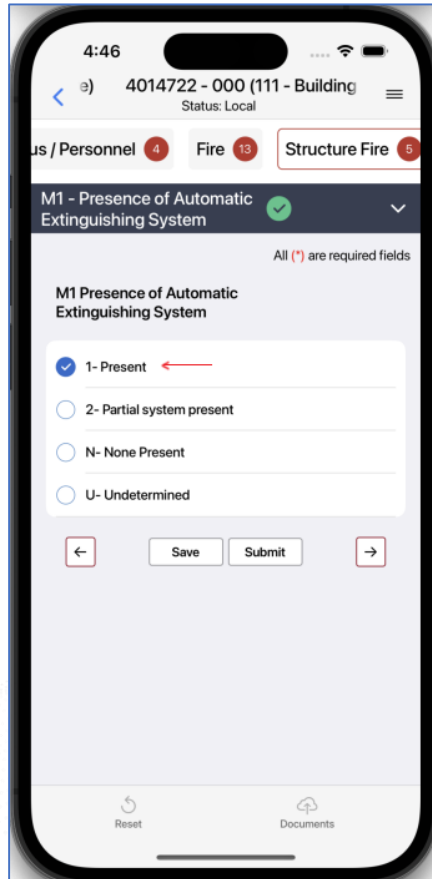 4:46
e) 4014722 - 000 (111 - Building
Status: Local
us / Personnel 4 Fire 13 Structure Fire 5
M1 - Presence of Automatic
Extinguishing System
All (*) are required fields
M1 Presence of Automatic
Extinguishing System
1- Present
2- Partial system present
N- None Present
U- Undetermined
Save Submit
Reset Documents